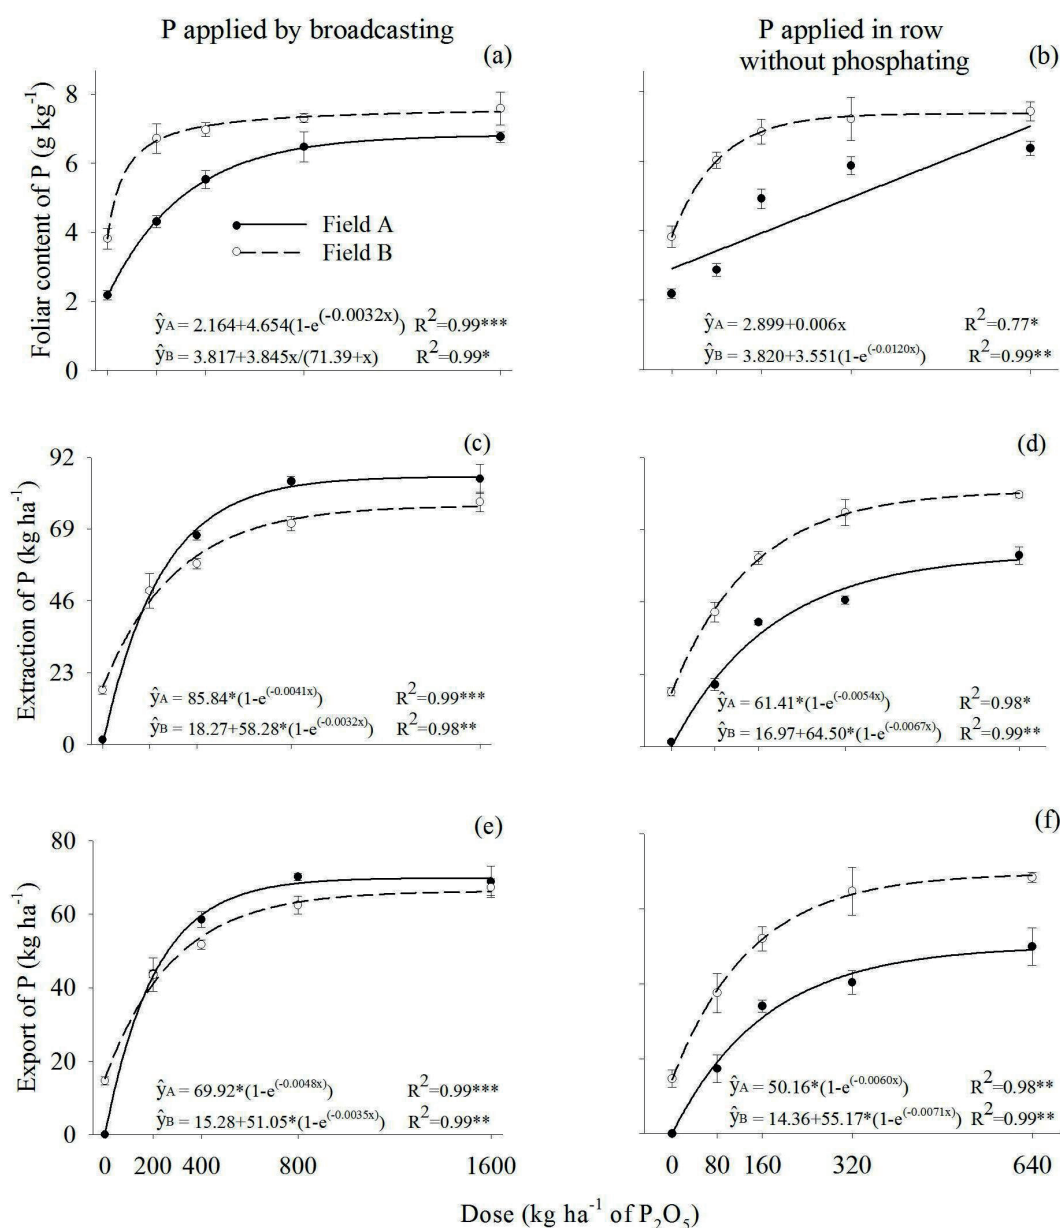 P applied by broadcasting
P applied in row
without phosphating
(a)
Foliar content of P (g kg⁻¹)
8
6
4
2
0
Field A
Field B
ŷA = 2.164+4.654(1-e^(-0.0032x)) R²=0.99***
ŷB = 3.817+3.845x/(71.39+x) R²=0.99*
(b)
ŷA = 2.899+0.006x R²=0.77*
ŷB = 3.820+3.551(1-e^(-0.0120x)) R²=0.99**
(c)
Extraction of P (kg ha⁻¹)
92
69
46
23
0
ŷA = 85.84*(1-e^(-0.0041x)) R²=0.99***
ŷB = 18.27+58.28*(1-e^(-0.0032x)) R²=0.98**
(d)
ŷA = 61.41*(1-e^(-0.0054x)) R²=0.98*
ŷB = 16.97+64.50*(1-e^(-0.0067x)) R²=0.99**
(e)
Export of P (kg ha⁻¹)
80
60
40
20
0
ŷA = 69.92*(1-e^(-0.0048x)) R²=0.99***
ŷB = 15.28+51.05*(1-e^(-0.0035x)) R²=0.99**
0 200 400 800 1600
(f)
ŷA = 50.16*(1-e^(-0.0060x)) R²=0.98**
ŷB = 14.36+55.17*(1-e^(-0.0071x)) R²=0.99**
0 80 160 320 640
Dose (kg ha⁻¹ of P₂O₅)